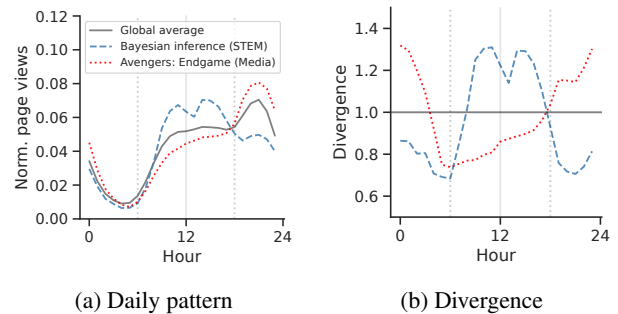 0.12
0.10
0.08
0.06
0.04
0.02
0.00
Norm. page views
Global average
Bayesian inference (STEM)
Avengers: Endgame (Media)
0 12 24
Hour
(a) Daily pattern
1.4
1.2
1.0
0.8
0.6
Divergence
0 12 24
Hour
(b) Divergence